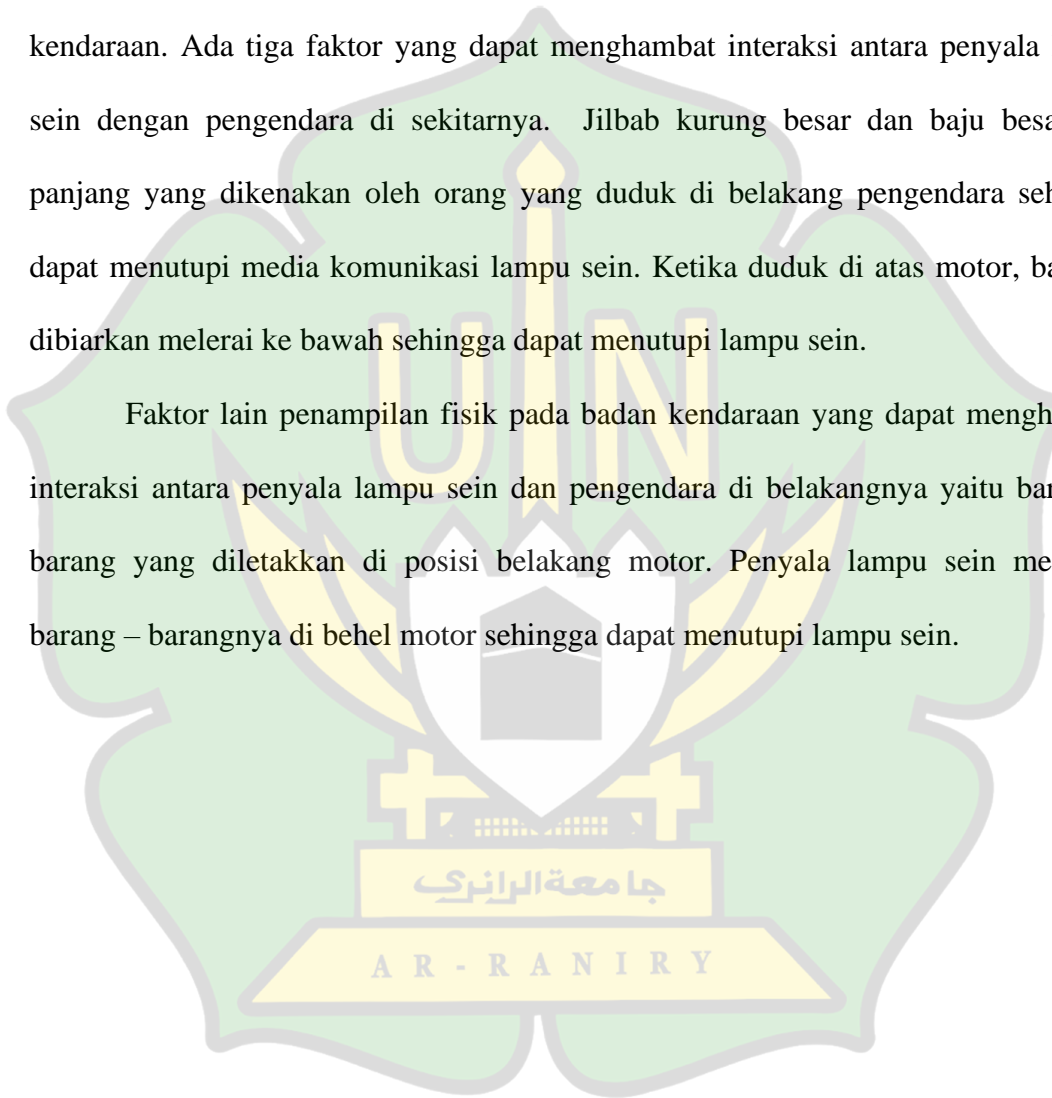 kendaraan. Ada tiga faktor yang dapat menghambat interaksi antara penyala
sein dengan pengendara di sekitarnya. Jilbab kurung besar dan baju
panjang yang dikenakan oleh orang yang duduk di belakang pengendara
dapat menutupi media komunikasi lampu sein. Ketika duduk di atas motor,
dibiarkan melerai ke bawah sehingga dapat menutupi lampu sein.
Faktor lain penampilan fisik pada badan kendaraan yang dapat
interaksi antara penyala lampu sein dan pengendara di belakangnya yaitu
barang yang diletakkan di posisi belakang motor. Penyala lampu sein
barang – barangnya di behel motor sehingga dapat menutupi lampu sein.
UIN
جامعة الرانري
AR-RANIRY